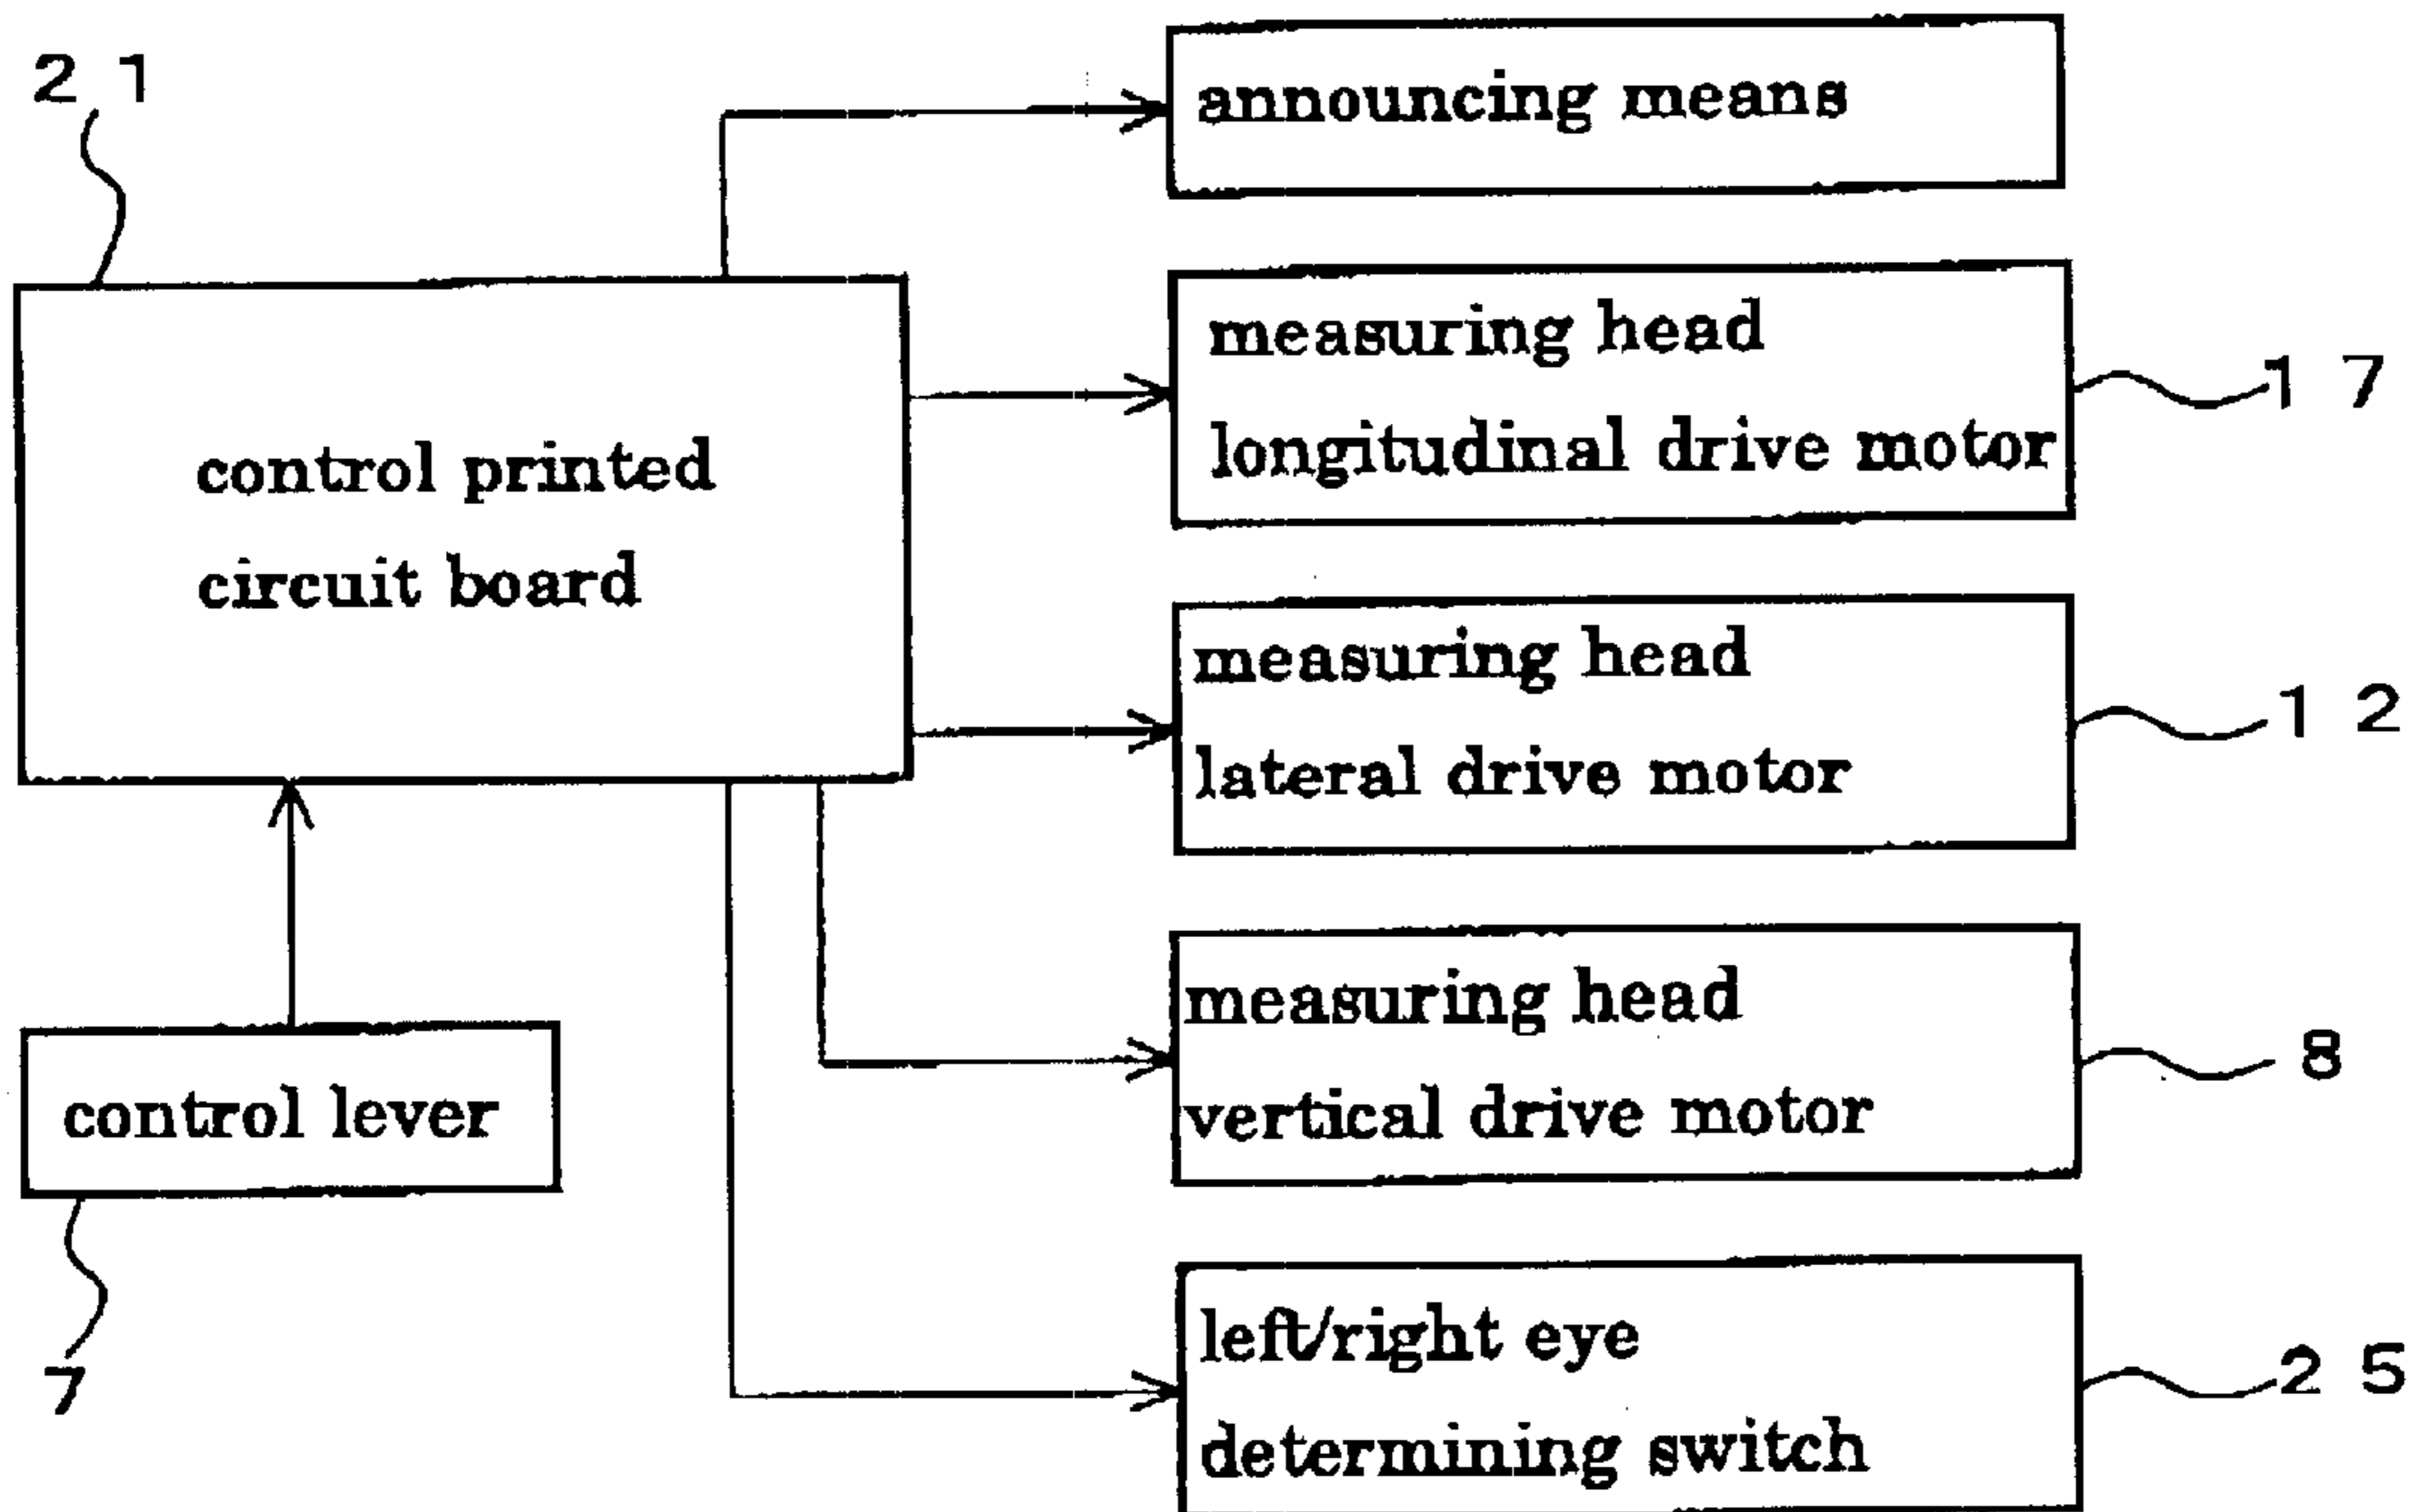 2 1
announcing means
measuring head
longitudinal drive motor
1 7
control printed
circuit board
measuring head
lateral drive motor
1 2
measuring head
vertical drive motor
8
control lever
7
left/right eye
determining switch
2 5